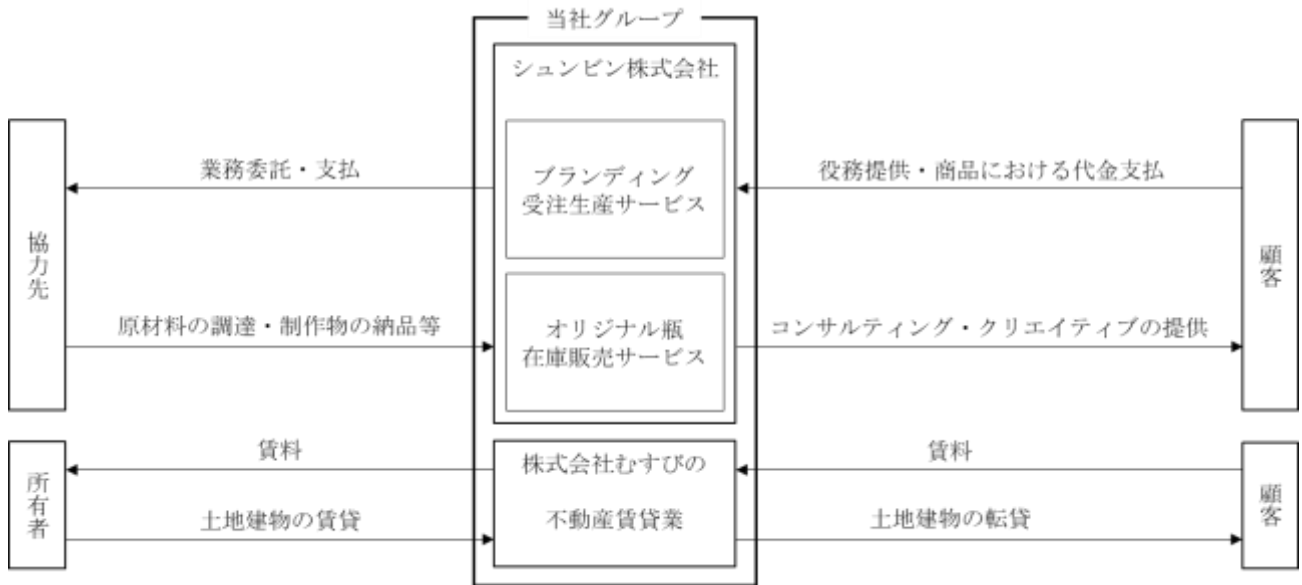 当社グループ
シュンビン株式会社
業務委託・支払
ブランディング
受注生産サービス
役務提供・商品における代金支払
協力先
顧客
原材料の調達・制作物の納品等
オリジナル瓶
在庫販売サービス
コンサルティング・クリエイティブの提供
賃料
株式会社むすびの
賃料
所有者
顧客
土地建物の賃貸
不動産賃貸業
土地建物の転貸